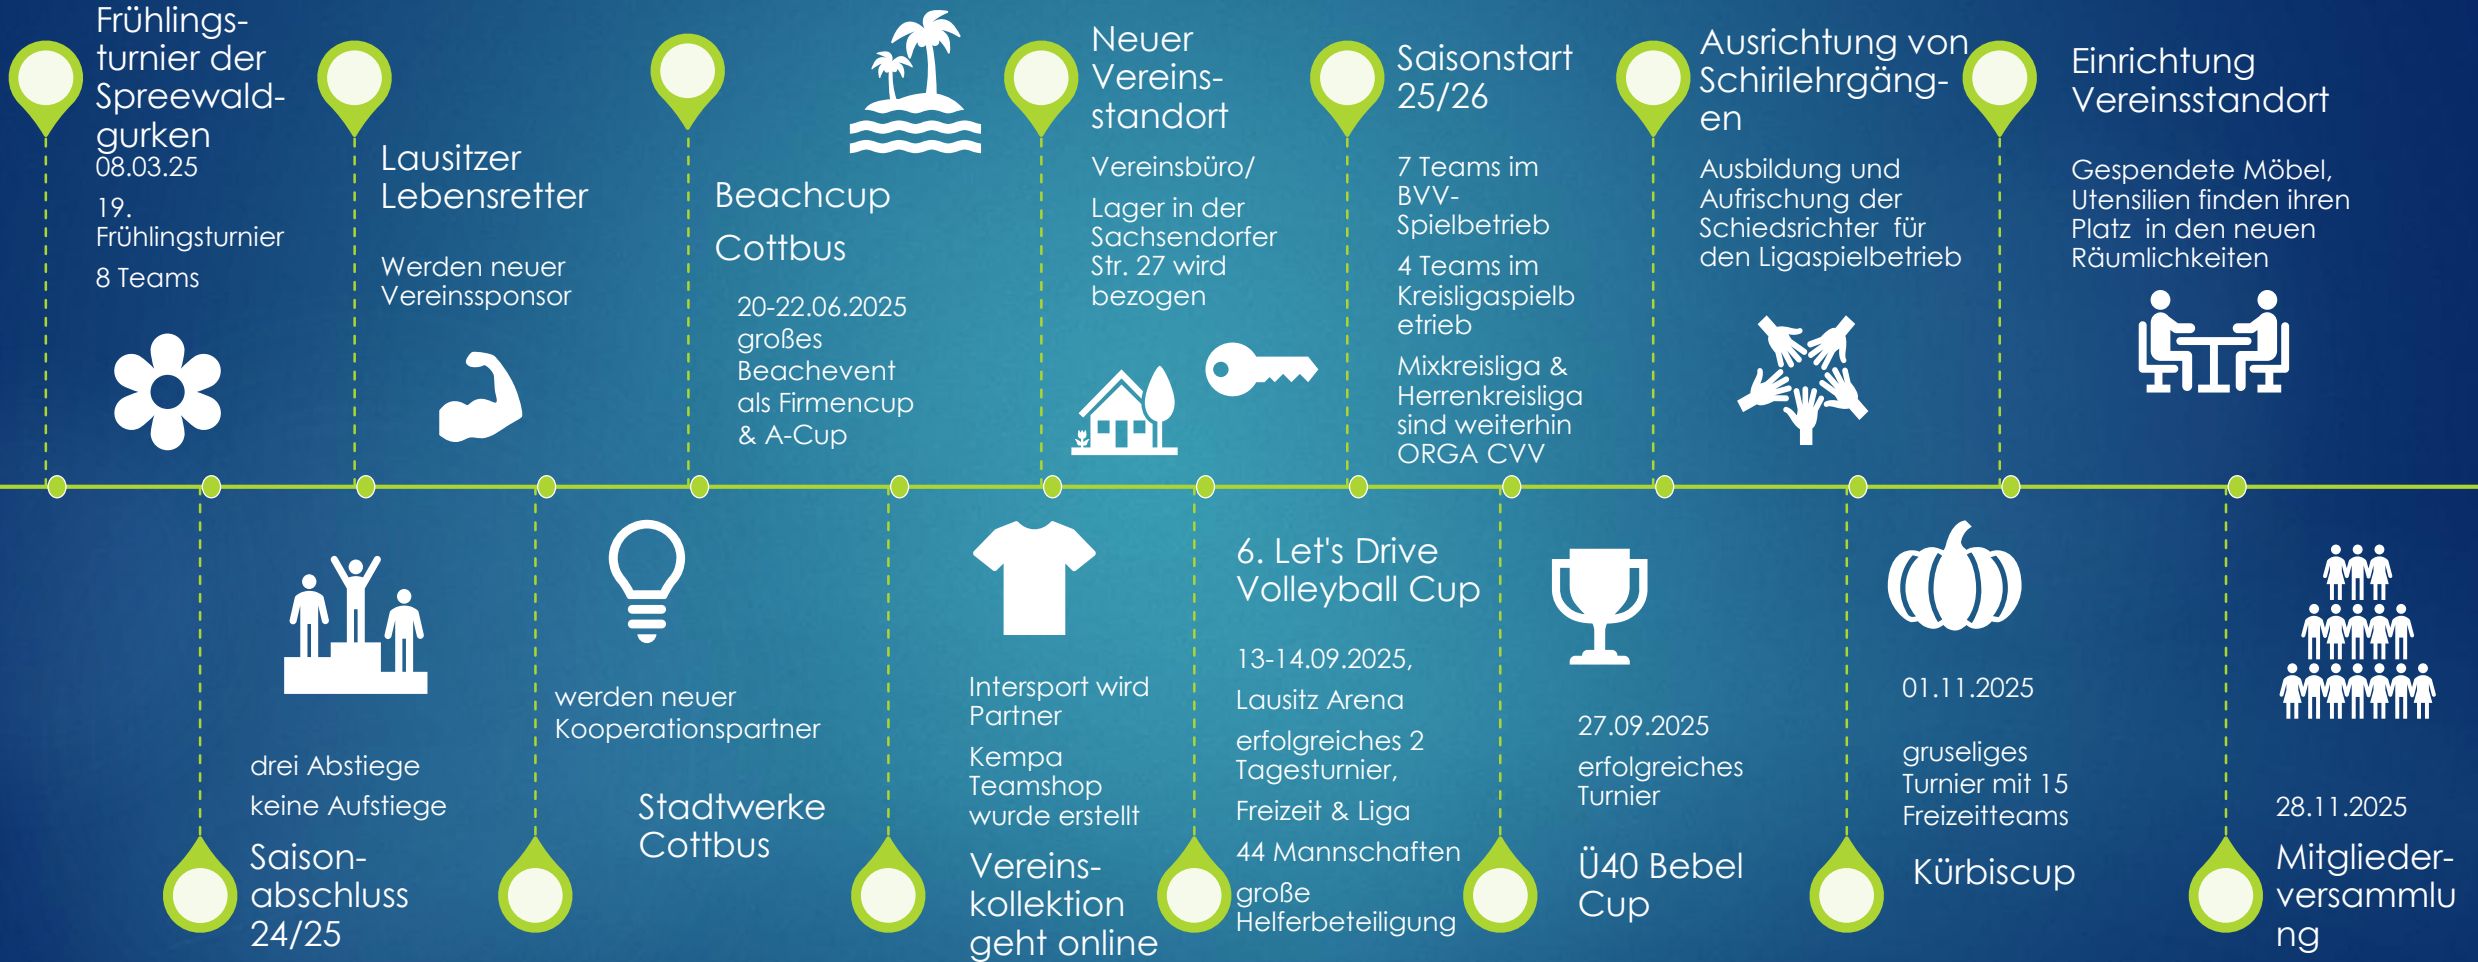 Frühlings-
turnier der
Spreewald-
gurken
08.03.25
19.
Frühlingsturnier
8 Teams
Lausitzer
Lebensretter
Werden neuer
Vereinssponsor
Beachcup
Cottbus
20-22.06.2025
großes
Beachevent
als Firmencup
& A-Cup
Neuer
Vereins-
standort
Vereinsbüro/
Lager in der
Sachsendorfer
Str. 27 wird
bezogen
Saisonstart
25/26
7 Teams im
BVV-
Spielbetrieb
4 Teams im
Kreisligaspielb
etrieb
Mixkreisliga &
Herrenkreisliga
sind weiterhin
ORGA CVV
Ausrichtung von
Schirilehrgäng-
en
Ausbildung und
Aufrischung der
Schiedsrichter für
den Ligaspielbetrieb
Einrichtung
Vereinsstandort
Gespendete Möbel,
Utensilien finden ihren
Platz in den neuen
Räumlichkeiten
drei Abstiege
keine Aufstiege
Saison-
abschluss
24/25
werden neuer
Kooperationspartner
Stadtwerke
Cottbus
Intersport wird
Partner
Kempa
Teamshop
wurde erstellt
Vereins-
kollektion
geht online
6. Let's Drive
Volleyball Cup
13-14.09.2025,
Lausitz Arena
erfolgreiches 2
Tagesturnier,
Freizeit & Liga
44 Mannschaften
große
Helferbeteiligung
27.09.2025
erfolgreiches
Turnier
Ü40 Bebel
Cup
01.11.2025
gruseliges
Turnier mit 15
Freizeitteams
Kürbiscup
28.11.2025
Mitglieder-
versammlu
ng